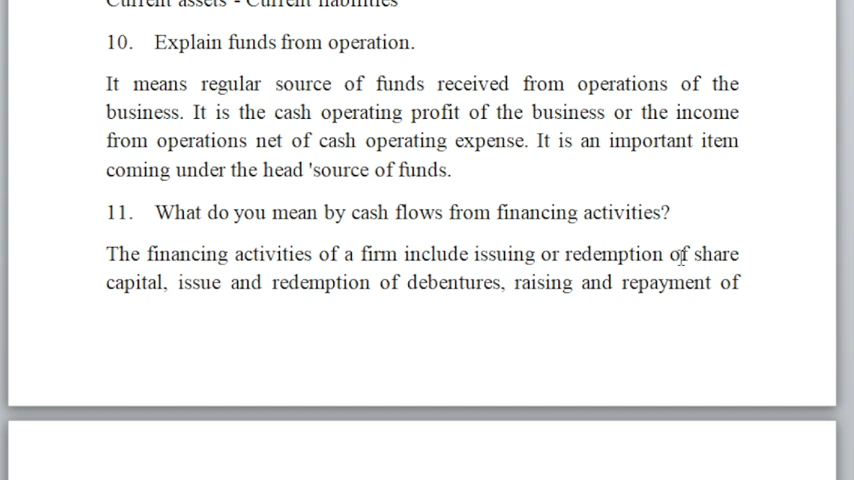 Current assets - Current liabilities
10. Explain funds from operation.
It means regular source of funds received from operations of the
business. It is the cash operating profit of the business or the income
from operations net of cash operating expense. It is an important item
coming under the head 'source of funds.
11. What do you mean by cash flows from financing activities?
The financing activities of a firm include issuing or redemption of share
capital, issue and redemption of debentures, raising and repayment of